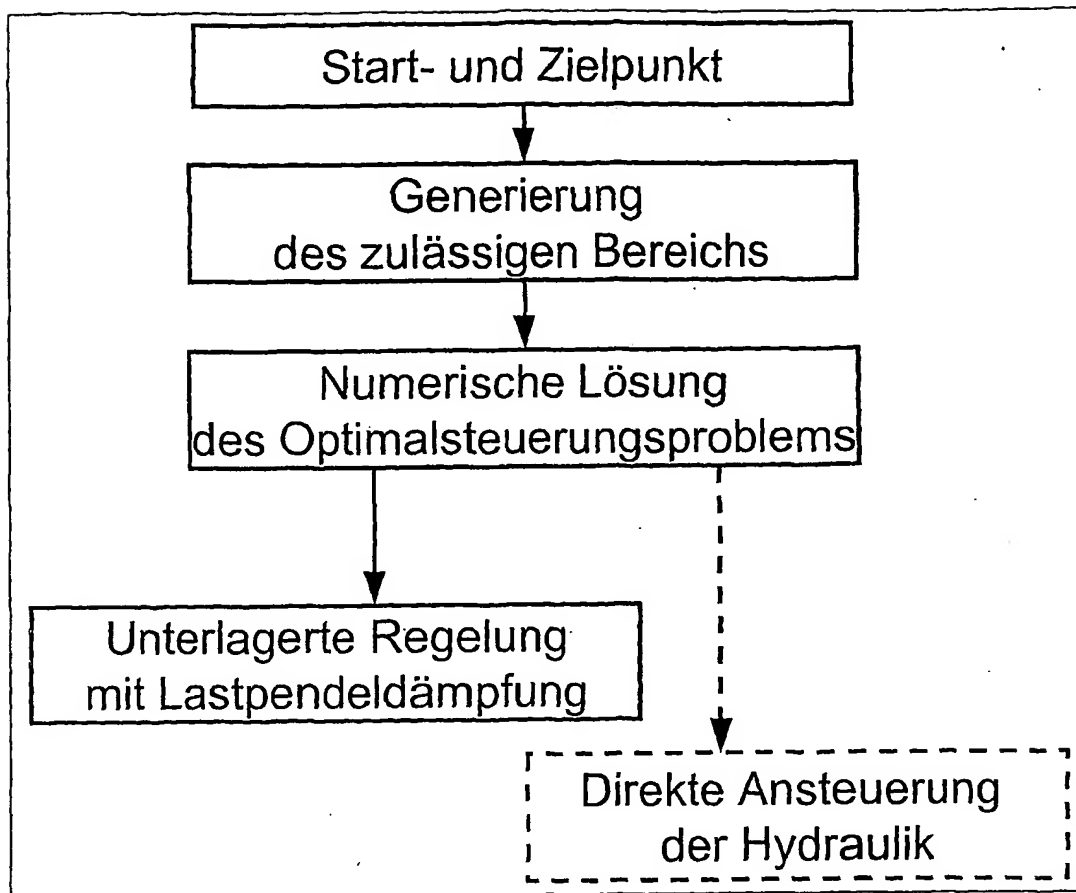 Start- und Zielpunkt
Generierung
des zulässigen Bereichs
Numerische Lösung
des Optimalsteuerungsproblems
Unterlagerte Regelung
mit Lastpendeldämpfung
Direkte Ansteuerung
der Hydraulik